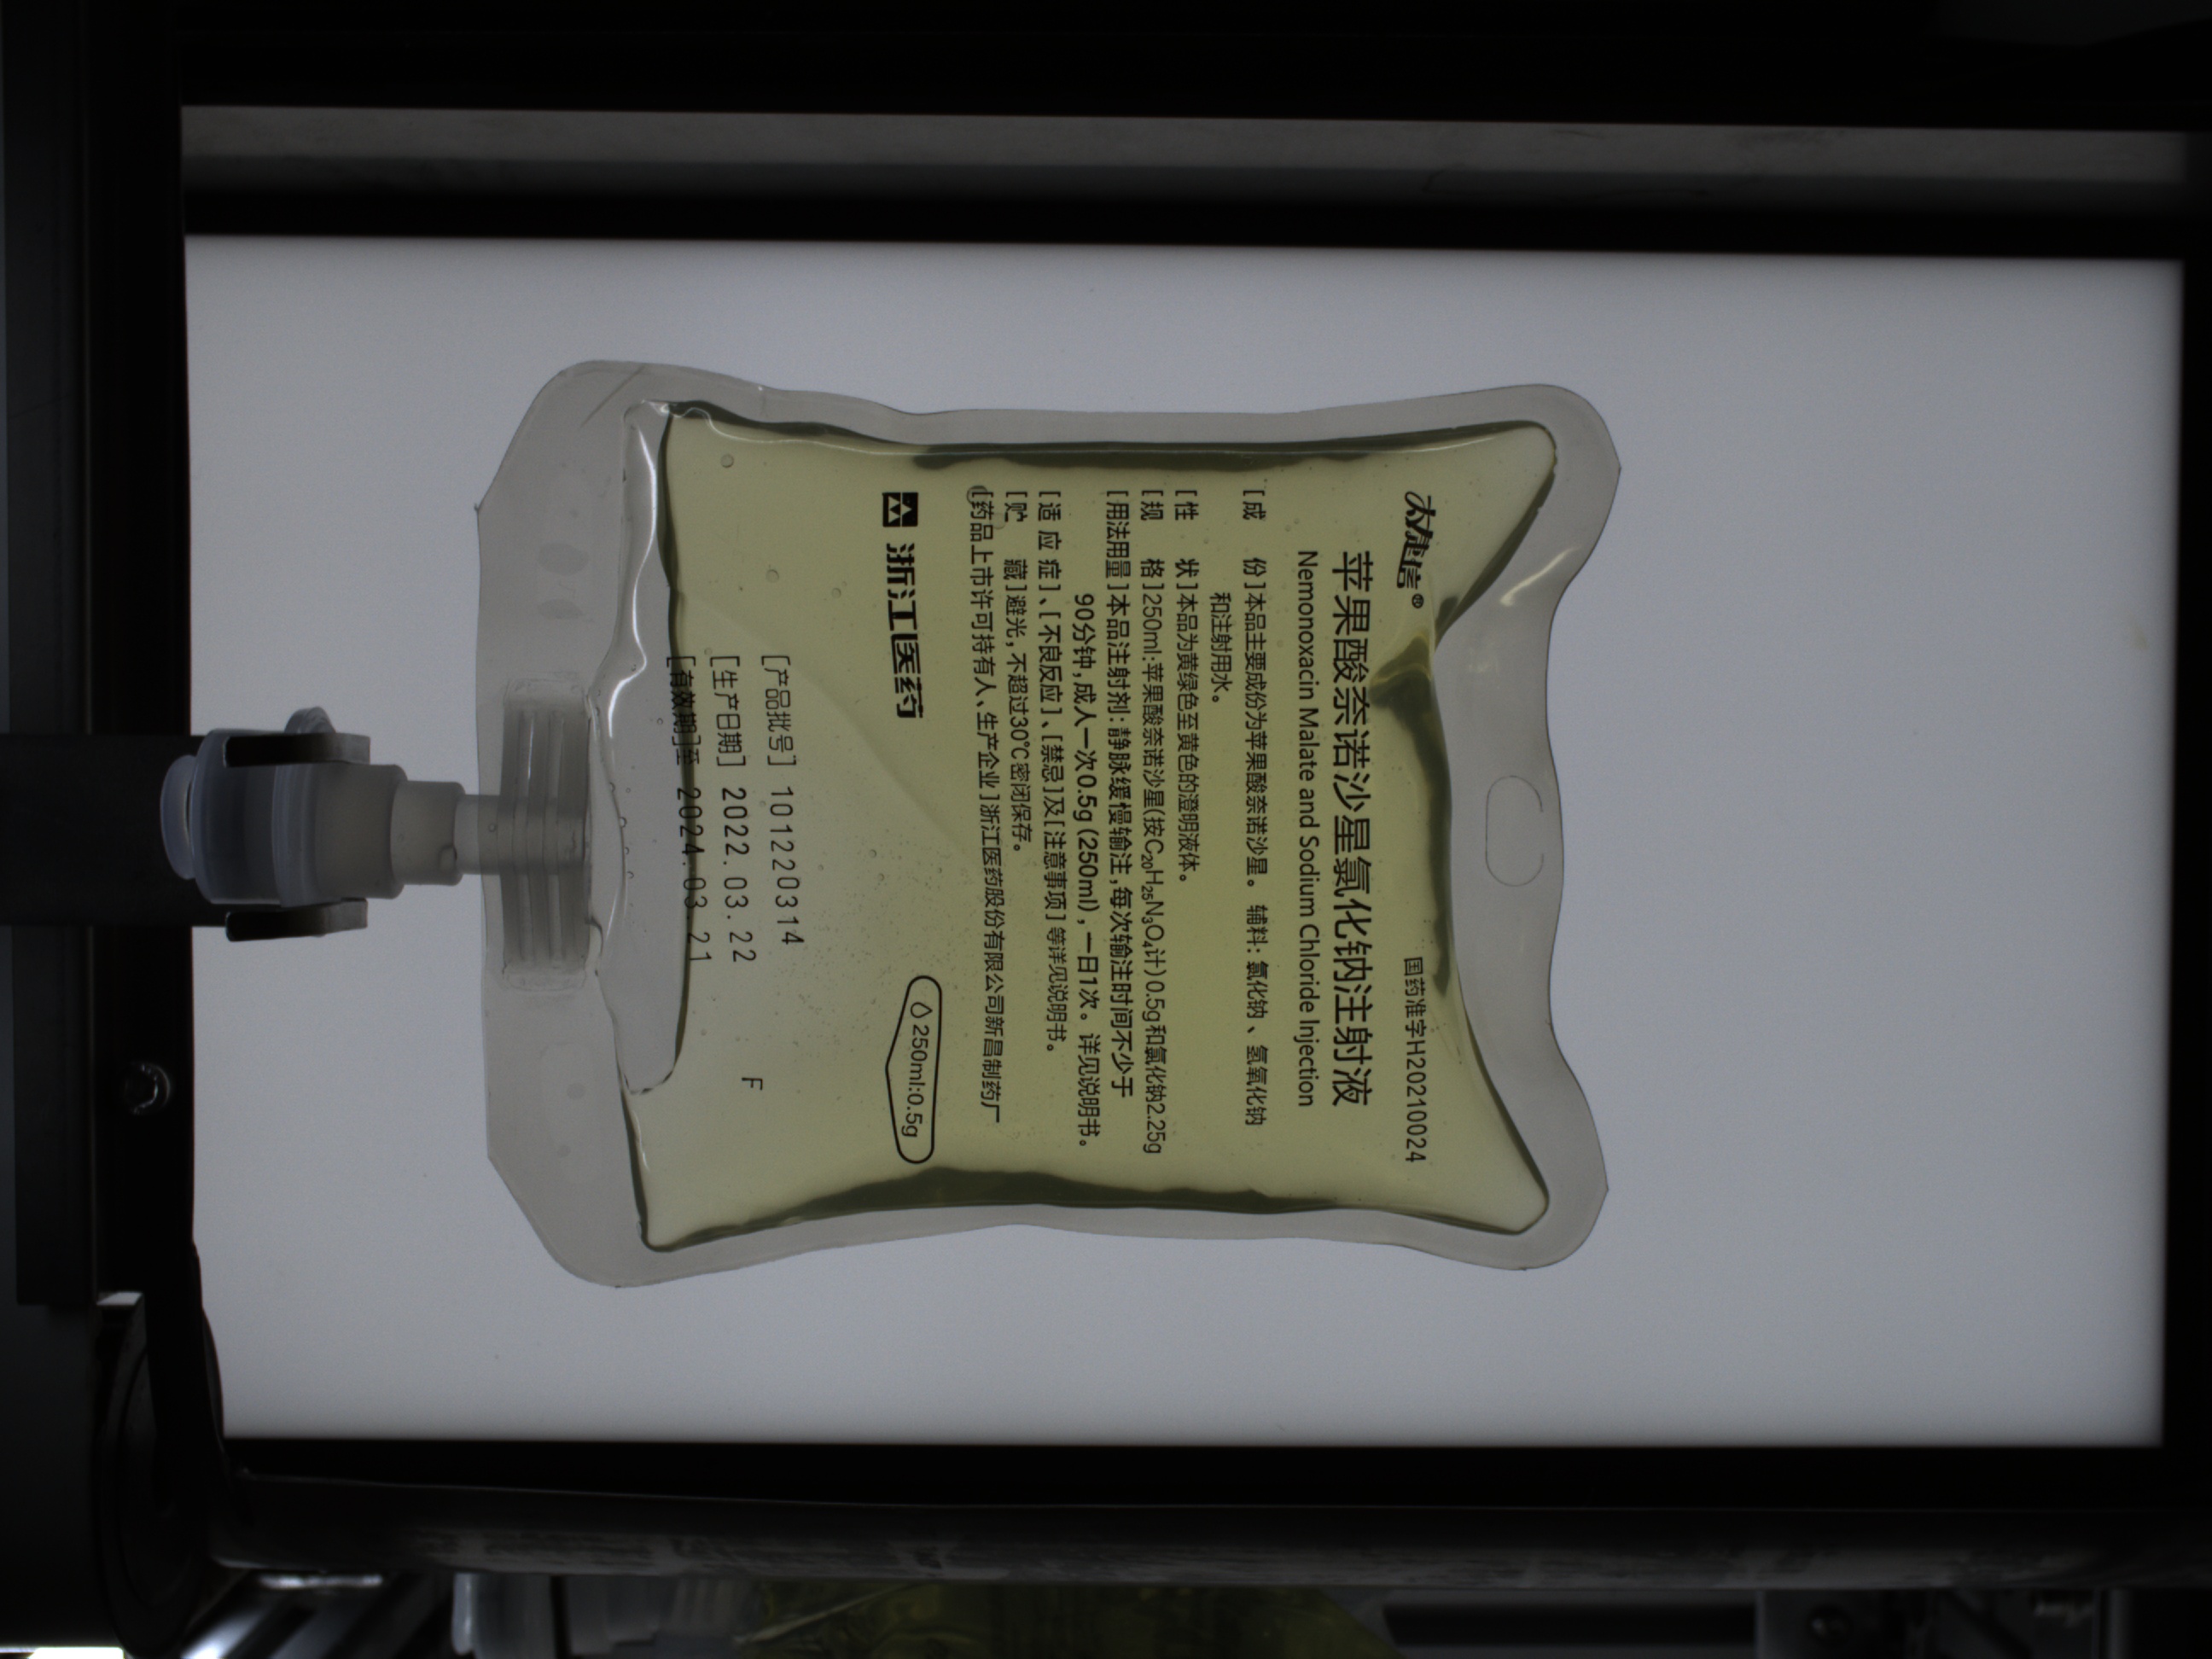 太捷信®
国药准字H20210024
苹果酸奈诺沙星氯化钠注射液
Nemonoxacin Malate and Sodium Chloride Injection
[成 份]本品主要成份为苹果酸奈诺沙星。辅料:氯化钠、氢氧化钠
和注射用水。
[性 状]本品为黄绿色至黄色的澄明液体。
[规 格]250ml:苹果酸奈诺沙星(按C₂₀H₂₅N₃O₄计)0.5g和氯化钠2.25g
[用法用量]本品注射剂:静脉缓慢输注,每次输注时间不少于
90分钟,成人一次0.5g(250ml),一日1次。详见说明书。
[适 应 症]、[不良反应]、[禁忌]及[注意事项]等详见说明书。
[贮 藏]避光,不超过30℃密闭保存。
[药品上市许可持有人、生产企业]浙江医药股份有限公司新昌制药厂
浙江医药
250ml:0.5g
[产品批号] 101220314
[生产日期] 2022.03.22 F
[有效期]至 2024.03.21